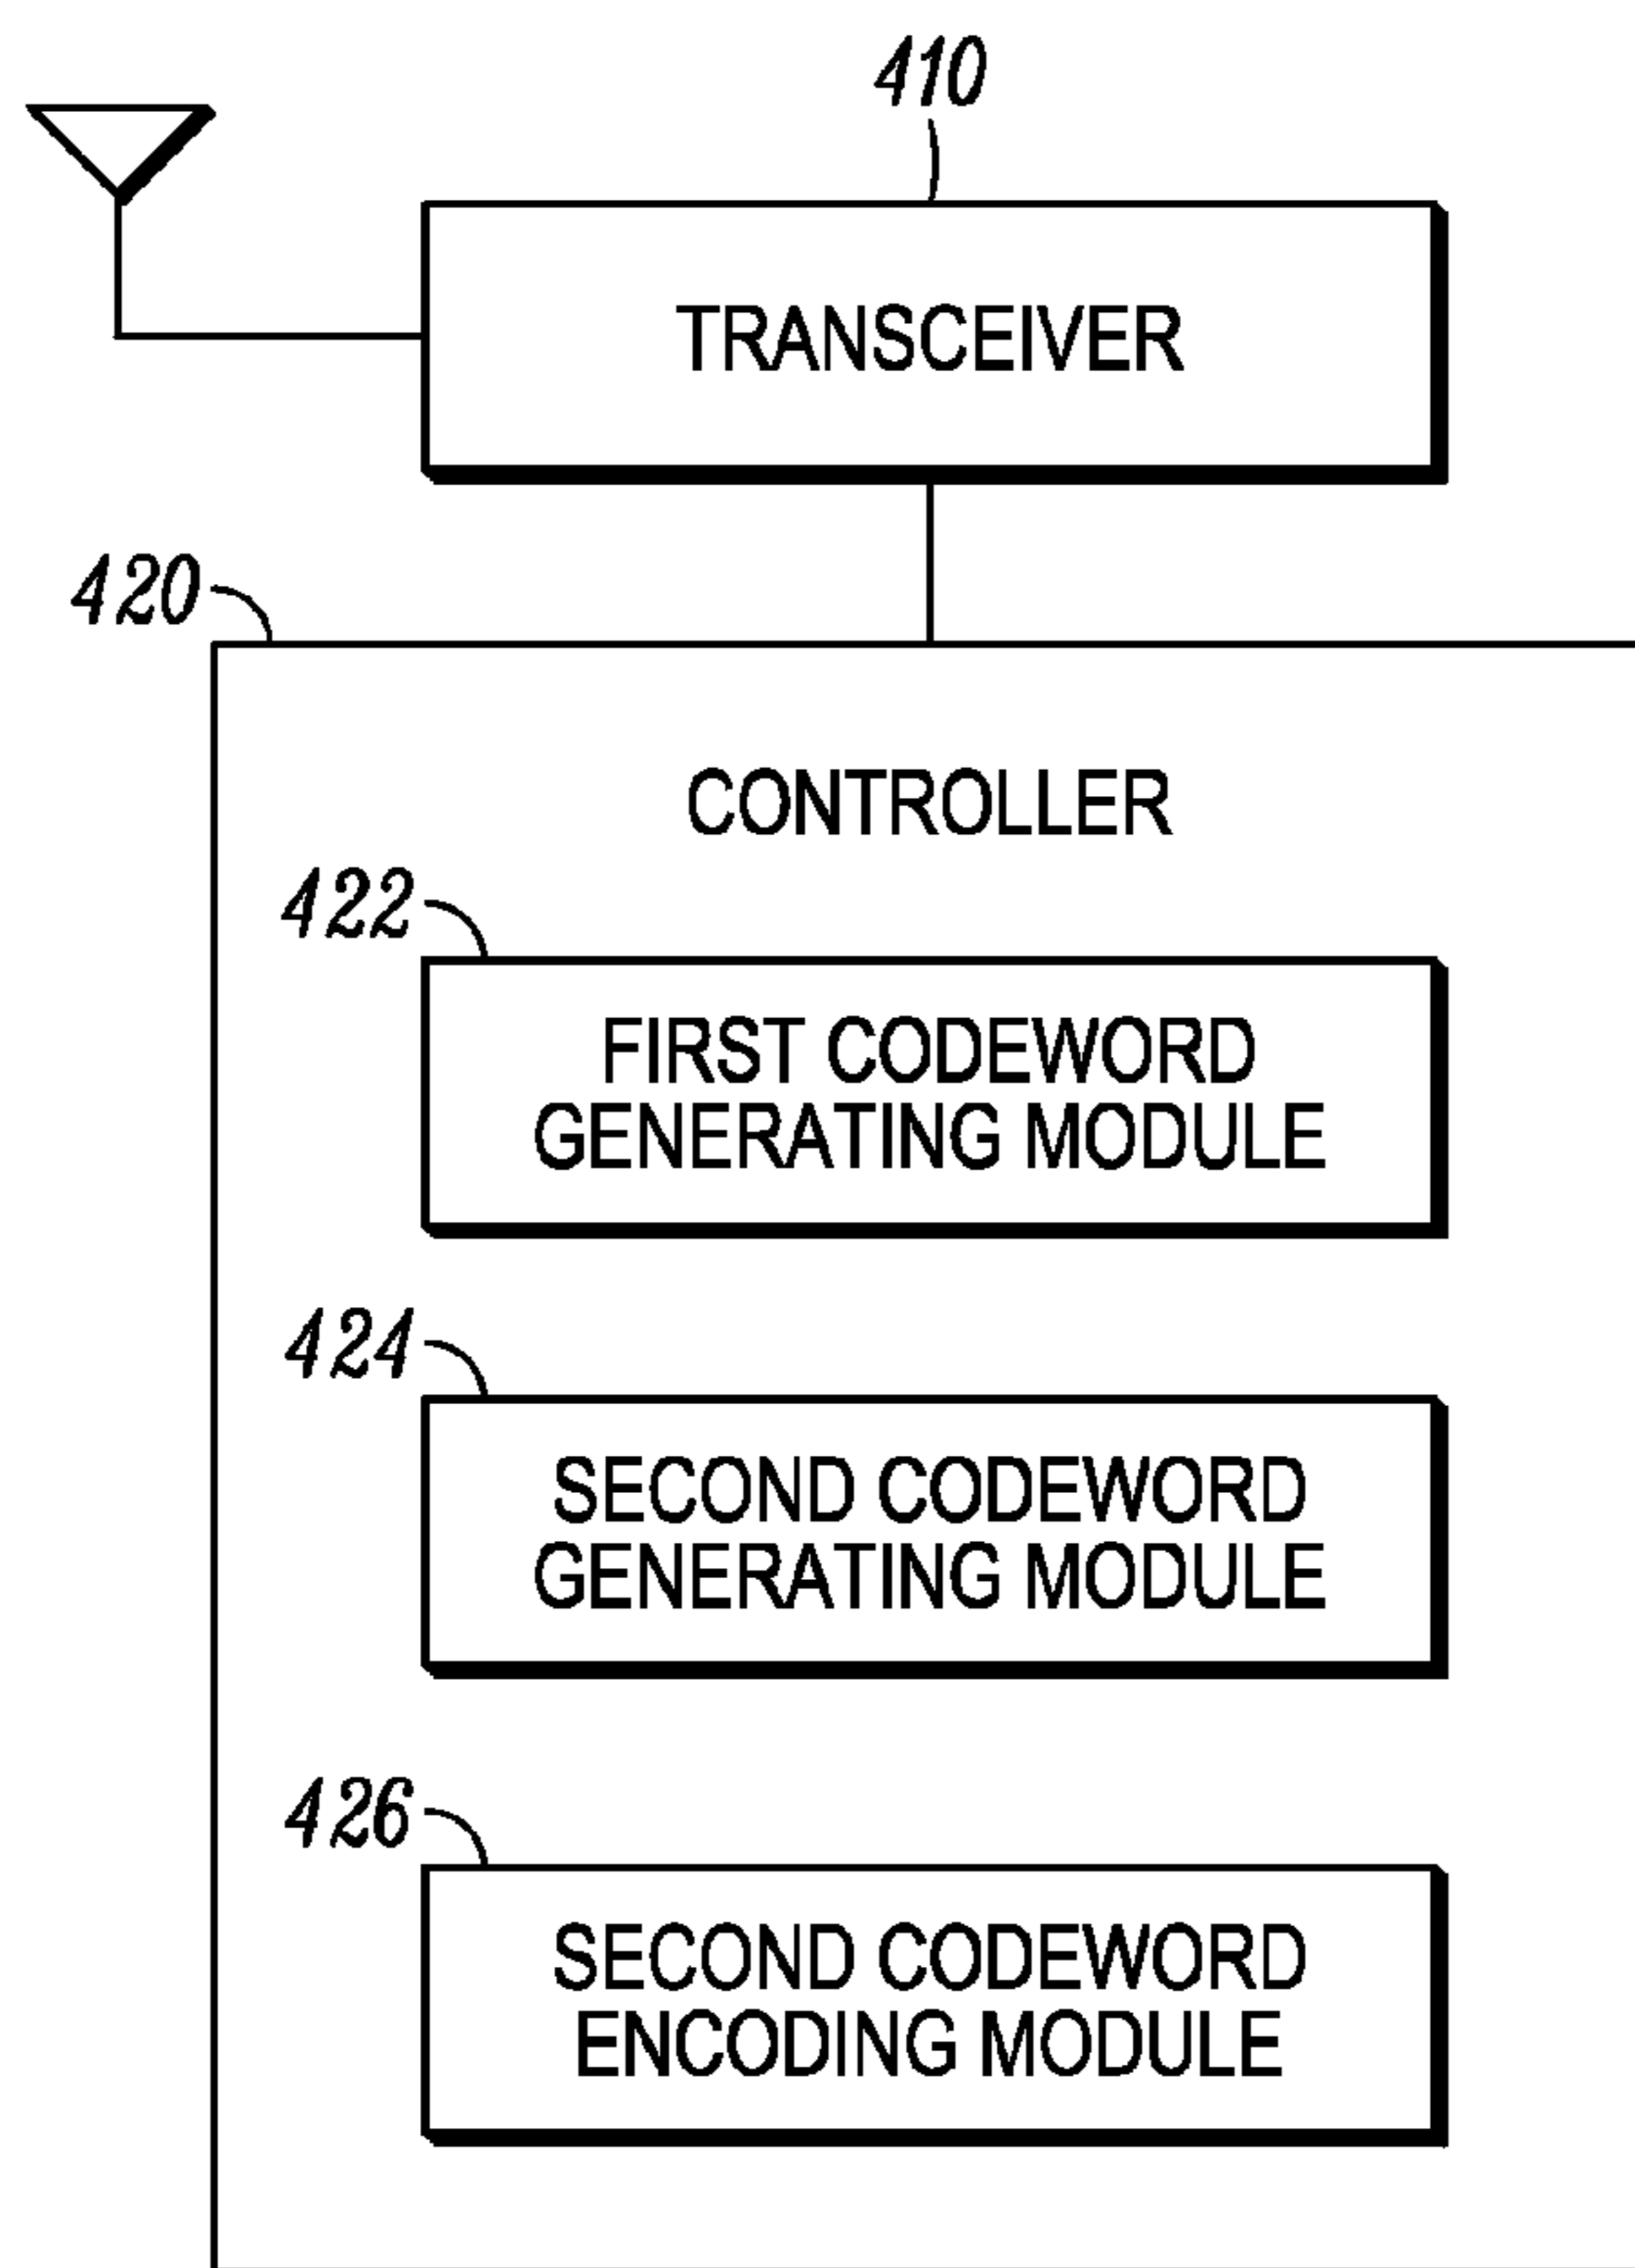 410
TRANSCEIVER
420
CONTROLLER
422
FIRST CODEWORD
GENERATING MODULE
424
SECOND CODEWORD
GENERATING MODULE
426
SECOND CODEWORD
ENCODING MODULE